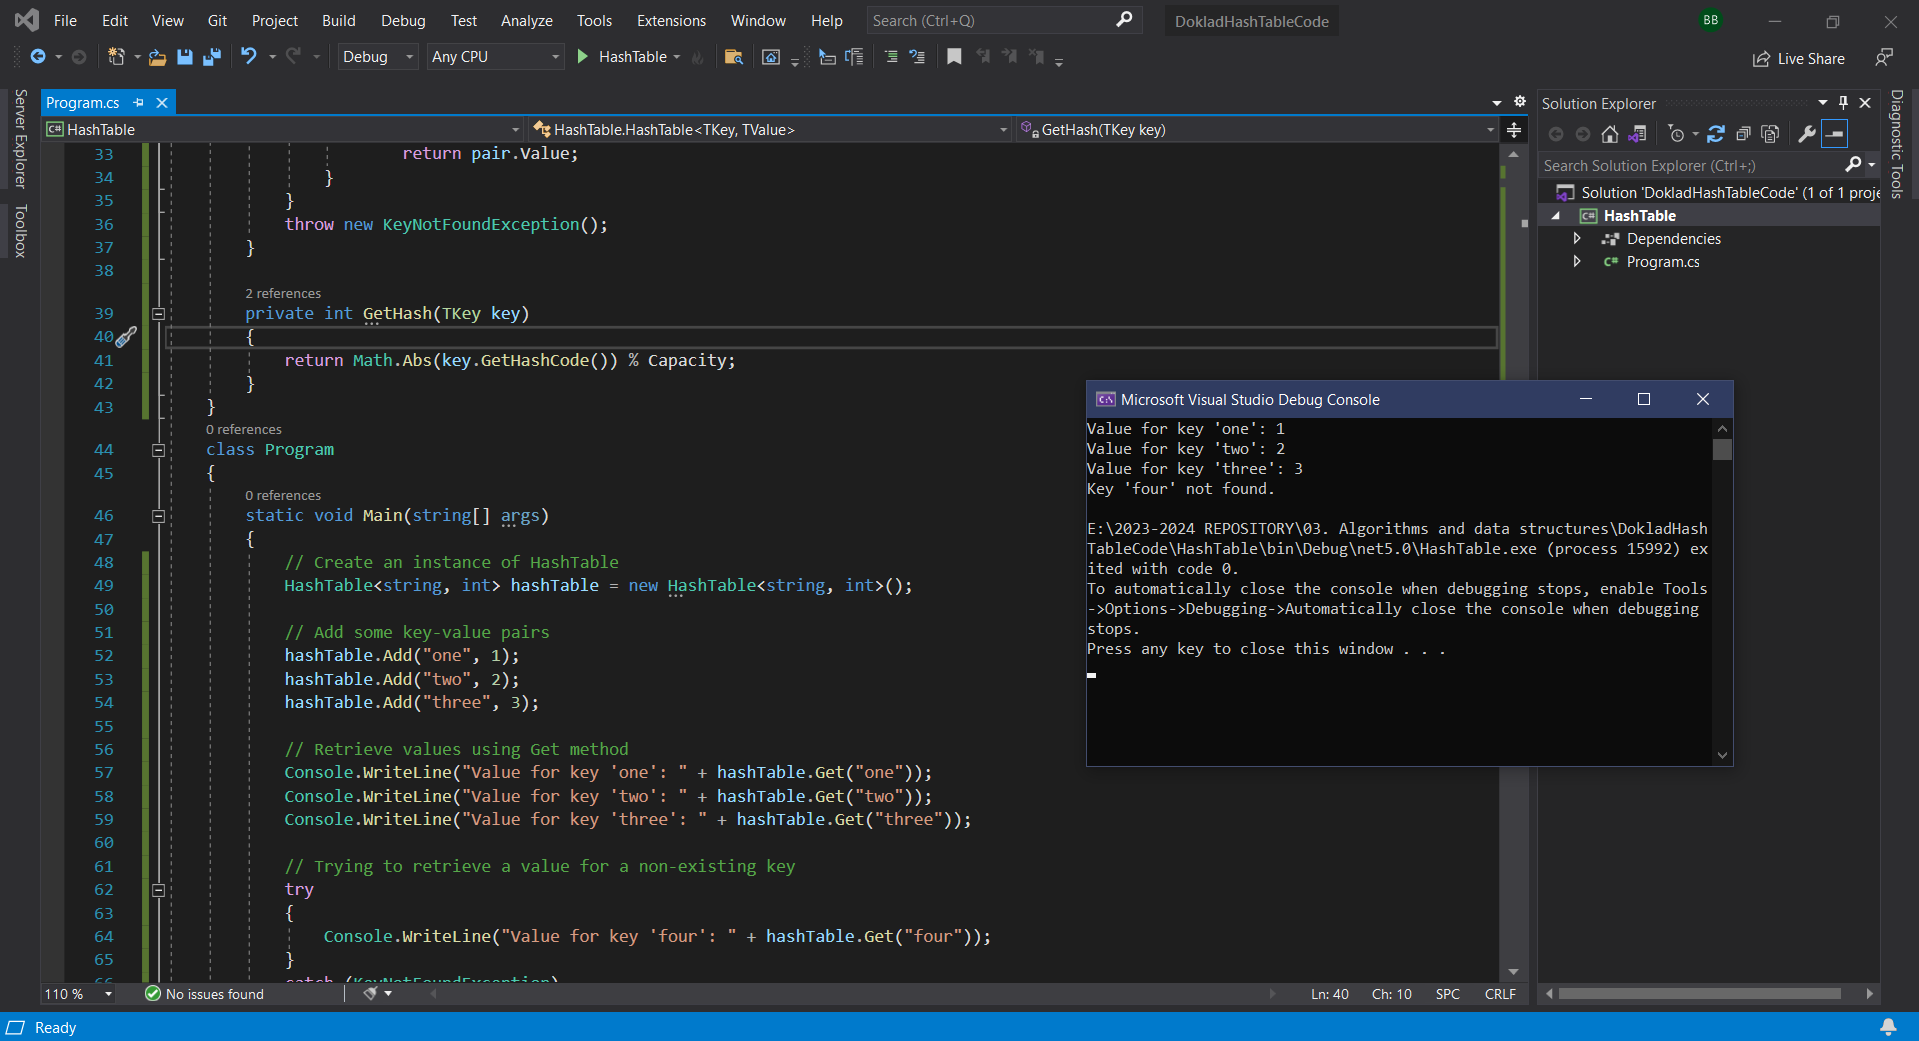 File Edit View Git Project Build Debug Test Analyze Tools Extensions Window Help Search (Ctrl+Q) DokladHashTableCode BB
Debug Any CPU HashTable Live Share
Server Explorer
Toolbox
Program.cs
HashTable HashTable.HashTable<TKey, TValue> GetHash(TKey key)
33 return pair.Value;
34 }
35 }
36 throw new KeyNotFoundException();
37 }
38
2 references
39 private int GetHash(TKey key)
40 {
41 return Math.Abs(key.GetHashCode()) % Capacity;
42 }
43 }
0 references
44 class Program
45 {
0 references
46 static void Main(string[] args)
47 {
48 // Create an instance of HashTable
49 HashTable<string, int> hashTable = new HashTable<string, int>();
50
51 // Add some key-value pairs
52 hashTable.Add("one", 1);
53 hashTable.Add("two", 2);
54 hashTable.Add("three", 3);
55
56 // Retrieve values using Get method
57 Console.WriteLine("Value for key 'one': " + hashTable.Get("one"));
58 Console.WriteLine("Value for key 'two': " + hashTable.Get("two"));
59 Console.WriteLine("Value for key 'three': " + hashTable.Get("three"));
60
61 // Trying to retrieve a value for a non-existing key
62 try
63 {
64 Console.WriteLine("Value for key 'four': " + hashTable.Get("four"));
65 }
66 catch (KeyNotFoundException)
Microsoft Visual Studio Debug Console
Value for key 'one': 1
Value for key 'two': 2
Value for key 'three': 3
Key 'four' not found.
E:\2023-2024 REPOSITORY\03. Algorithms and data structures\DokladHash
TableCode\HashTable\bin\Debug\net5.0\HashTable.exe (process 15992) ex
ited with code 0.
To automatically close the console when debugging stops, enable Tools
->Options->Debugging->Automatically close the console when debugging
stops.
Press any key to close this window . . .
Solution Explorer
Search Solution Explorer (Ctrl+;)
Solution 'DokladHashTableCode' (1 of 1 proje
C# HashTable
Dependencies
C# Program.cs
Diagnostic Tools
110 % No issues found Ln: 40 Ch: 10 SPC CRLF
Ready